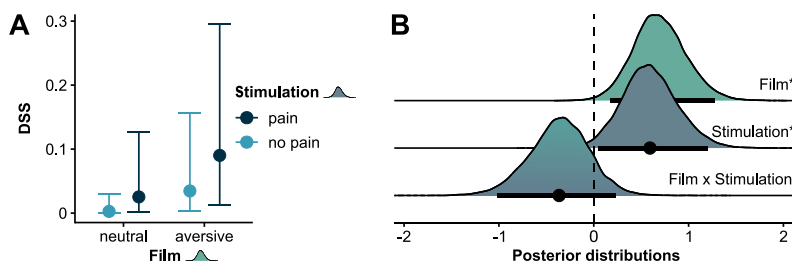 A
0.3
0.2
0.1
0
DSS
neutral
aversive
Film
Stimulation
pain
no pain
B
Film*
Stimulation*
Film x Stimulation
-2
-1
0
1
2
Posterior distributions